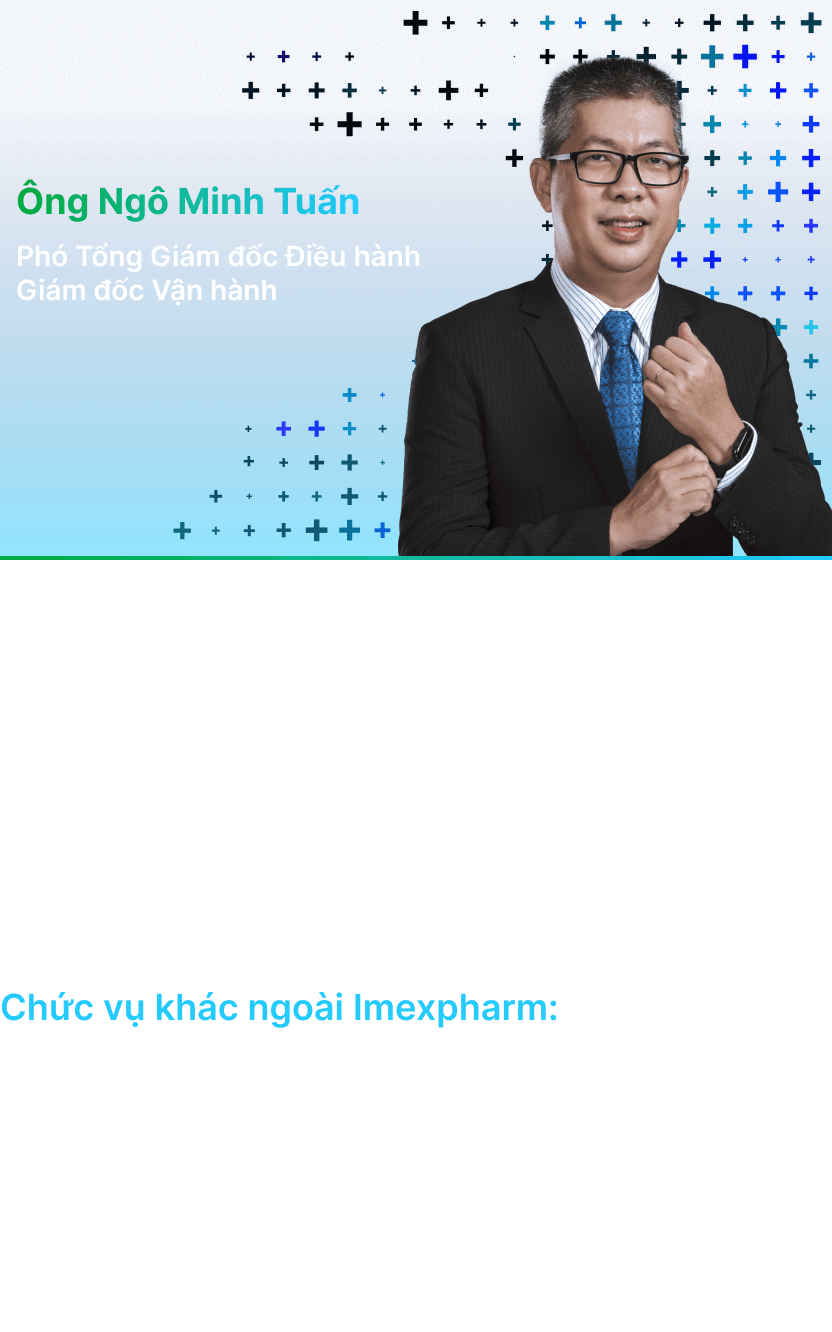 Ông Ngô Minh Tuấn
Phó Tổng Giám đốc Điều hành
Giám đốc Vận hành
Chức vụ khác ngoài Imexpharm: